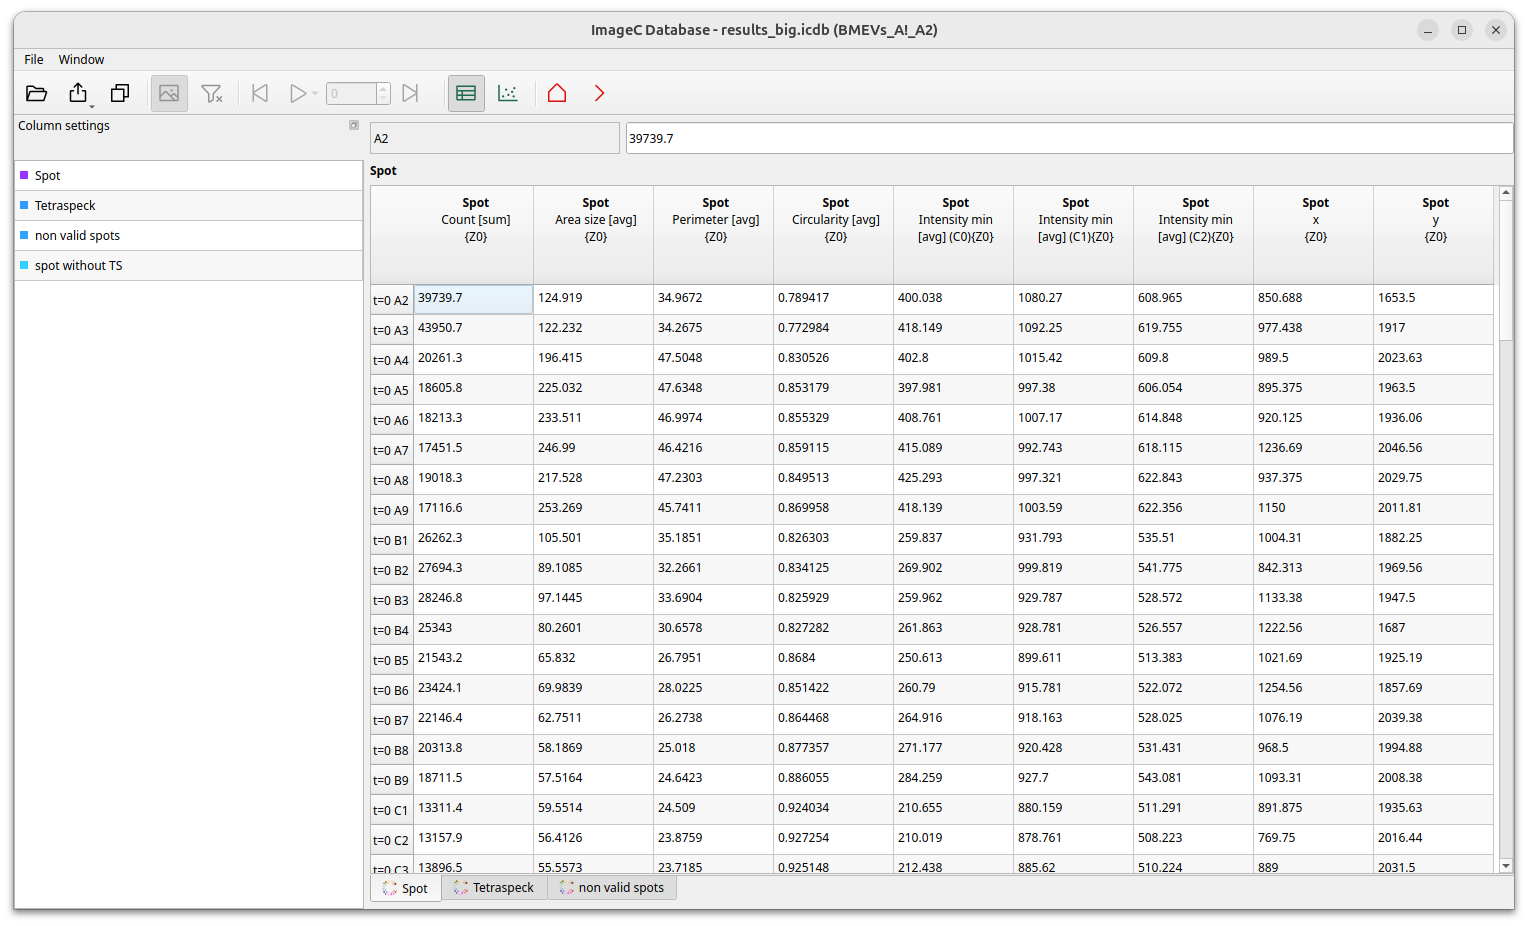 ImageC Database - results_big.icdb (BMEVs_A!_A2)
File Window
0
Column settings
A2 39739.7
Spot
Spot
Tetraspeck
non valid spots
spot without TS
Spot Spot Spot Spot Spot Spot Spot Spot Spot
Count [sum] Area size [avg] Perimeter [avg] Circularity [avg] Intensity min Intensity min Intensity min x y
{Z0} {Z0} {Z0} {Z0} [avg] (C0){Z0} [avg] (C1){Z0} [avg] (C2){Z0} {Z0} {Z0}
t=0 A2 39739.7 124.919 34.9672 0.789417 400.038 1080.27 608.965 850.688 1653.5
t=0 A3 43950.7 122.232 34.2675 0.772984 418.149 1092.25 619.755 977.438 1917
t=0 A4 20261.3 196.415 47.5048 0.830526 402.8 1015.42 609.8 989.5 2023.63
t=0 A5 18605.8 225.032 47.6348 0.853179 397.981 997.38 606.054 895.375 1963.5
t=0 A6 18213.3 233.511 46.9974 0.855329 408.761 1007.17 614.848 920.125 1936.06
t=0 A7 17451.5 246.99 46.4216 0.859115 415.089 992.743 618.115 1236.69 2046.56
t=0 A8 19018.3 217.528 47.2303 0.849513 425.293 997.321 622.843 937.375 2029.75
t=0 A9 17116.6 253.269 45.7411 0.869958 418.139 1003.59 622.356 1150 2011.81
t=0 B1 26262.3 105.501 35.1851 0.826303 259.837 931.793 535.51 1004.31 1882.25
t=0 B2 27694.3 89.1085 32.2661 0.834125 269.902 999.819 541.775 842.313 1969.56
t=0 B3 28246.8 97.1445 33.6904 0.825929 259.962 929.787 528.572 1133.38 1947.5
t=0 B4 25343 80.2601 30.6578 0.827282 261.863 928.781 526.557 1222.56 1687
t=0 B5 21543.2 65.832 26.7951 0.8684 250.613 899.611 513.383 1021.69 1925.19
t=0 B6 23424.1 69.9839 28.0225 0.851422 260.79 915.781 522.072 1254.56 1857.69
t=0 B7 22146.4 62.7511 26.2738 0.864468 264.916 918.163 528.025 1076.19 2039.38
t=0 B8 20313.8 58.1869 25.018 0.877357 271.177 920.428 531.431 968.5 1994.88
t=0 B9 18711.5 57.5164 24.6423 0.886055 284.259 927.7 543.081 1093.31 2008.38
t=0 C1 13311.4 59.5514 24.509 0.924034 210.655 880.159 511.291 891.875 1935.63
t=0 C2 13157.9 56.4126 23.8759 0.927254 210.019 878.761 508.223 769.75 2016.44
t=0 C3 13896.5 55.5573 23.7185 0.925148 212.438 885.62 510.224 889 2031.5
Spot Tetraspeck non valid spots